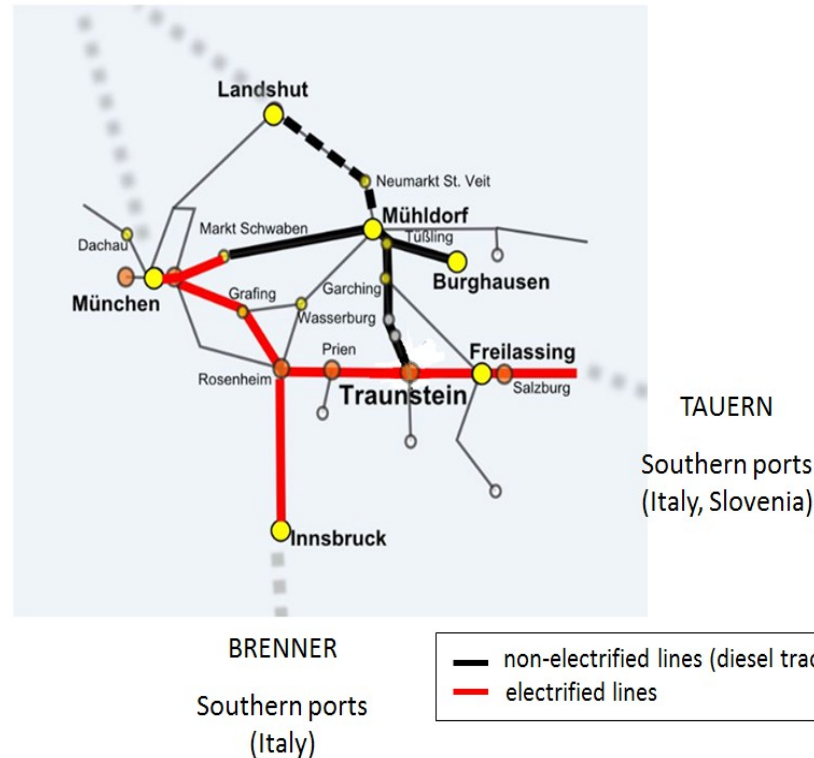 Landshut
Neumarkt St. Veit
Mühldorf
Markt Schwaben
Tüßling
Dachau
Burghausen
München
Grafing
Garching
Wasserburg
Prien
Freilassing
Rosenheim
Traunstein
Salzburg
TAUERN
Southern ports
(Italy, Slovenia)
Innsbruck
BRENNER
Southern ports
(Italy)
non-electrified lines (diesel
electrified lines